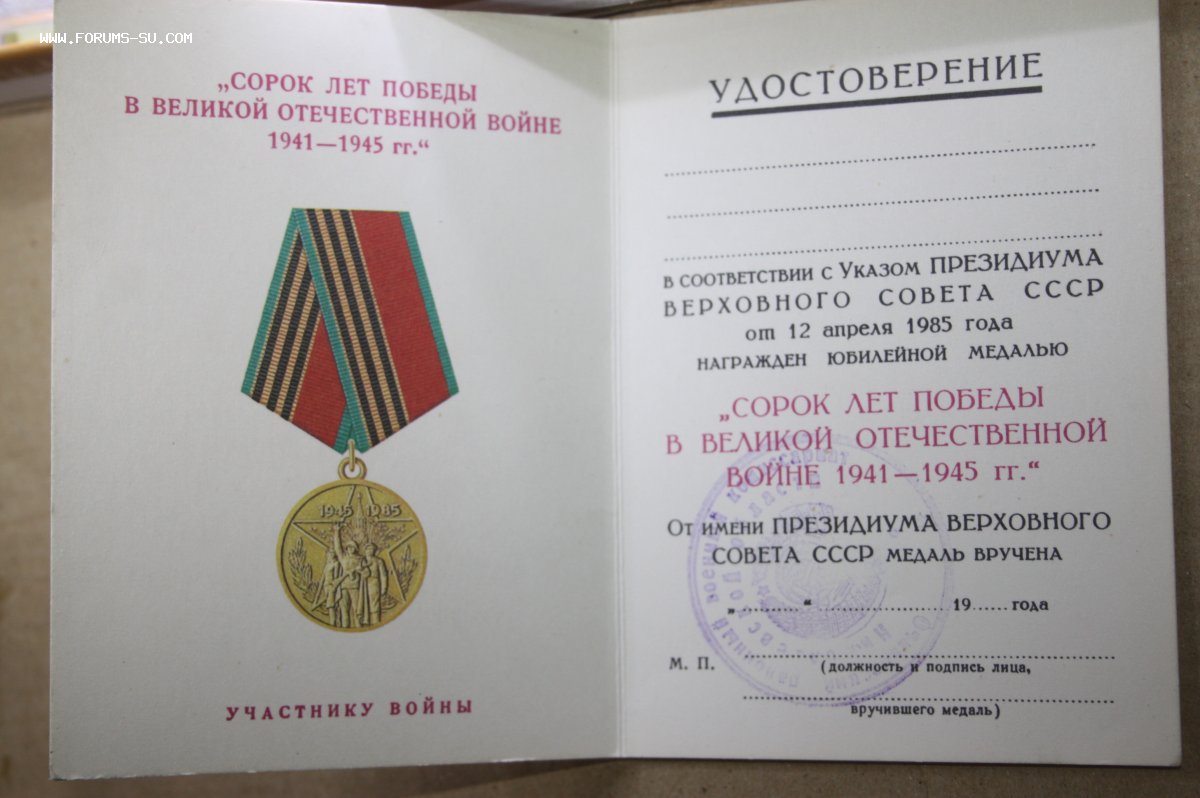 WWW.FORUMS-SU.COM
„СОРОК ЛЕТ ПОБЕДЫ
В ВЕЛИКОЙ ОТЕЧЕСТВЕННОЙ ВОЙНЕ
1941—1945 гг.“
1945 1985
УЧАСТНИКУ ВОЙНЫ
УДОСТОВЕРЕНИЕ
В СООТВЕТСТВИИ С УКАЗОМ ПРЕЗИДИУМА
ВЕРХОВНОГО СОВЕТА СССР
от 12 апреля 1985 года
НАГРАЖДЕН ЮБИЛЕЙНОЙ МЕДАЛЬЮ
„СОРОК ЛЕТ ПОБЕДЫ
В ВЕЛИКОЙ ОТЕЧЕСТВЕННОЙ
ВОЙНЕ 1941—1945 гг.“
ОТ ИМЕНИ ПРЕЗИДИУМА ВЕРХОВНОГО
СОВЕТА СССР МЕДАЛЬ ВРУЧЕНА
„..........“.................... 19...... года
М. П.
(должность и подпись лица,
вручившего медаль)
военный комиссариат